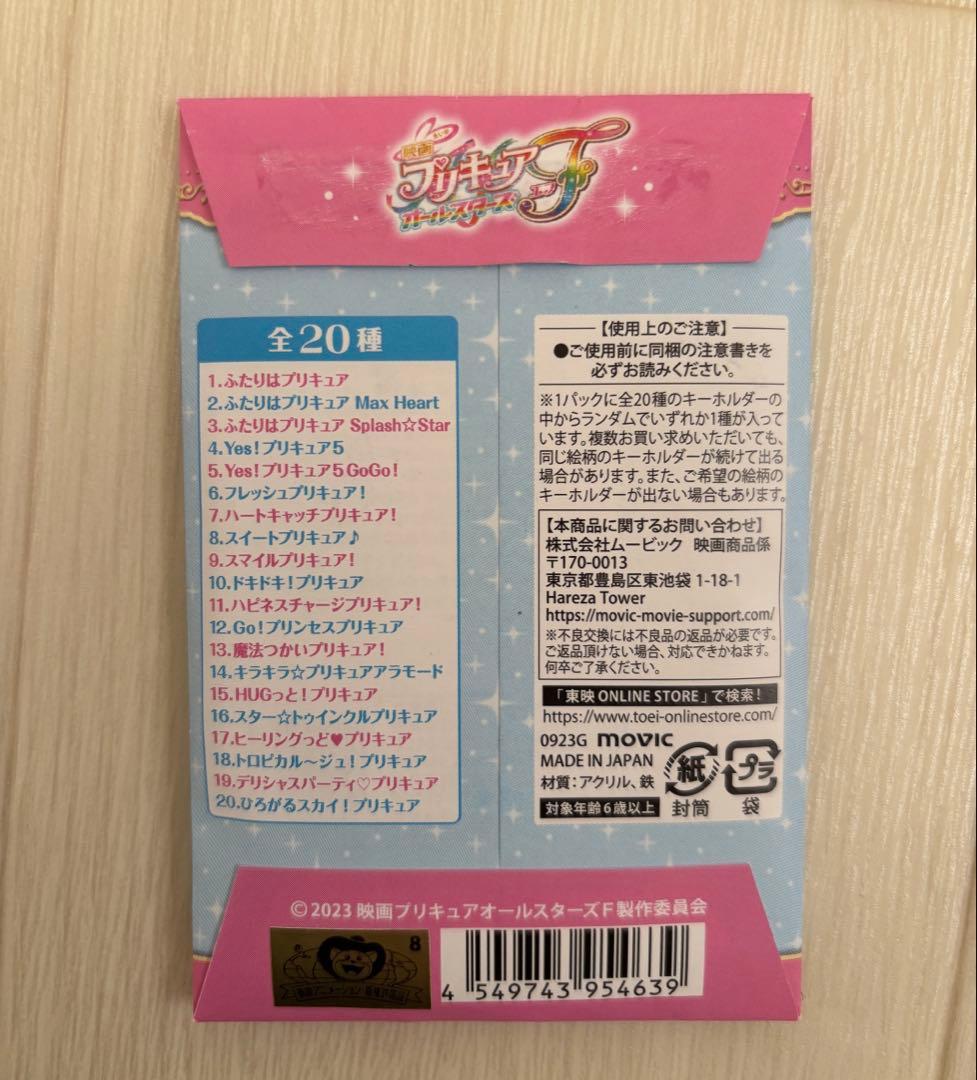 映画
プリキュア
オールスターズ
F
エフ
全20種
1.ふたりはプリキュア
2.ふたりはプリキュア Max Heart
3.ふたりはプリキュア Splash☆Star
4.Yes!プリキュア5
5.Yes!プリキュア5GoGo!
6.フレッシュプリキュア!
7.ハートキャッチプリキュア!
8.スイートプリキュア♪
9.スマイルプリキュア!
10.ドキドキ!プリキュア
11.ハピネスチャージプリキュア!
12.Go!プリンセスプリキュア
13.魔法つかいプリキュア!
14.キラキラ☆プリキュアアラモード
15.HUGっと!プリキュア
16.スター☆トゥインクルプリキュア
17.ヒーリングっど♥プリキュア
18.トロピカル〜ジュ!プリキュア
19.デリシャスパーティ♡プリキュア
20.ひろがるスカイ!プリキュア
【使用上のご注意】
●ご使用前に同梱の注意書きを
必ずお読みください。
※1パックに全20種のキーホルダーの
中からランダムでいずれか1種が入って
います。複数お買い求めいただいても、
同じ絵柄のキーホルダーが続けて出る
場合があります。また、ご希望の絵柄の
キーホルダーが出ない場合もあります。
【本商品に関するお問い合わせ】
株式会社ムービック 映画商品係
〒170-0013
東京都豊島区東池袋 1-18-1
Hareza Tower
https://movic-movie-support.com/
※不良交換には不良品の返品が必要です。
ご返品頂けない場合、対応できかねます。
何卒ご了承ください。
「東映 ONLINE STORE」で検索!
https://www.toei-onlinestore.com/
0923G movic
MADE IN JAPAN
材質:アクリル、鉄
対象年齢6歳以上
紙
封筒
プラ
袋
©2023 映画プリキュアオールスターズF製作委員会
8
4 549743 954639